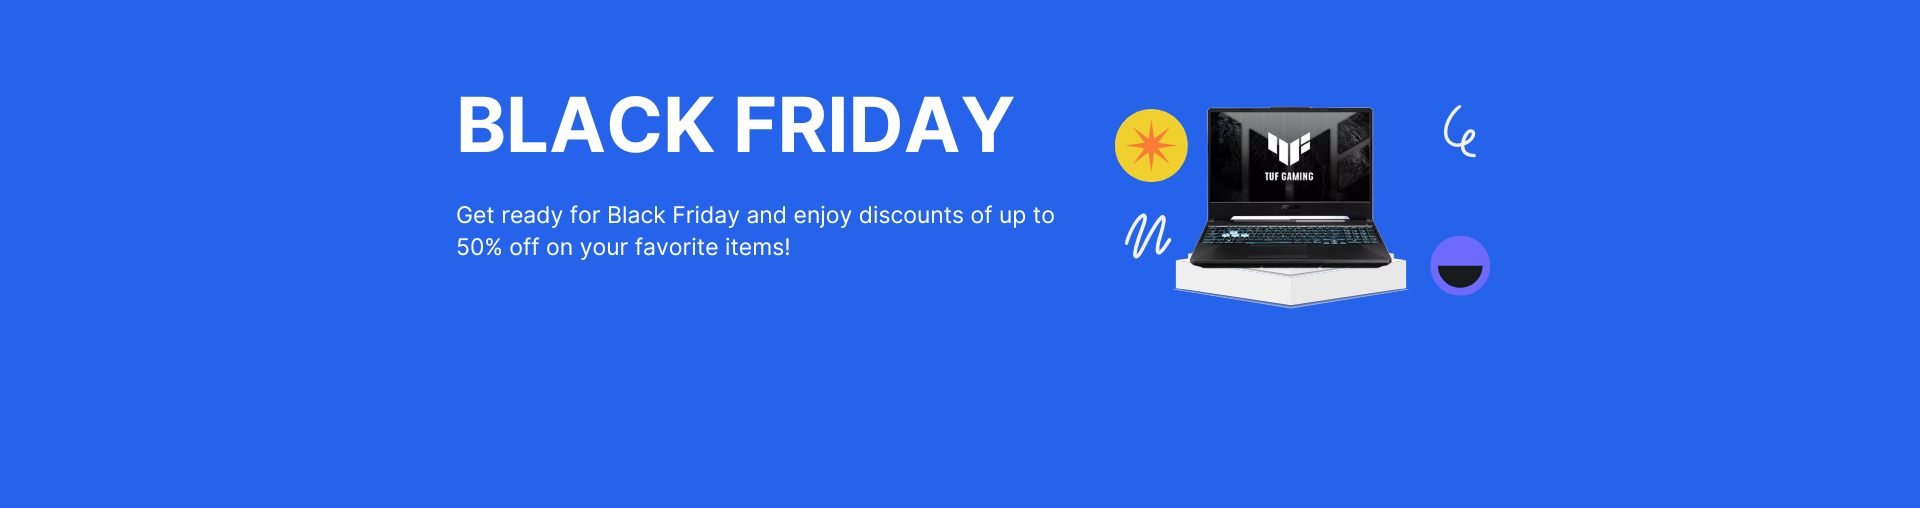 BLACK FRIDAY
Get ready for Black Friday and enjoy discounts of up to
50% off on your favorite items!
TUF GAMING